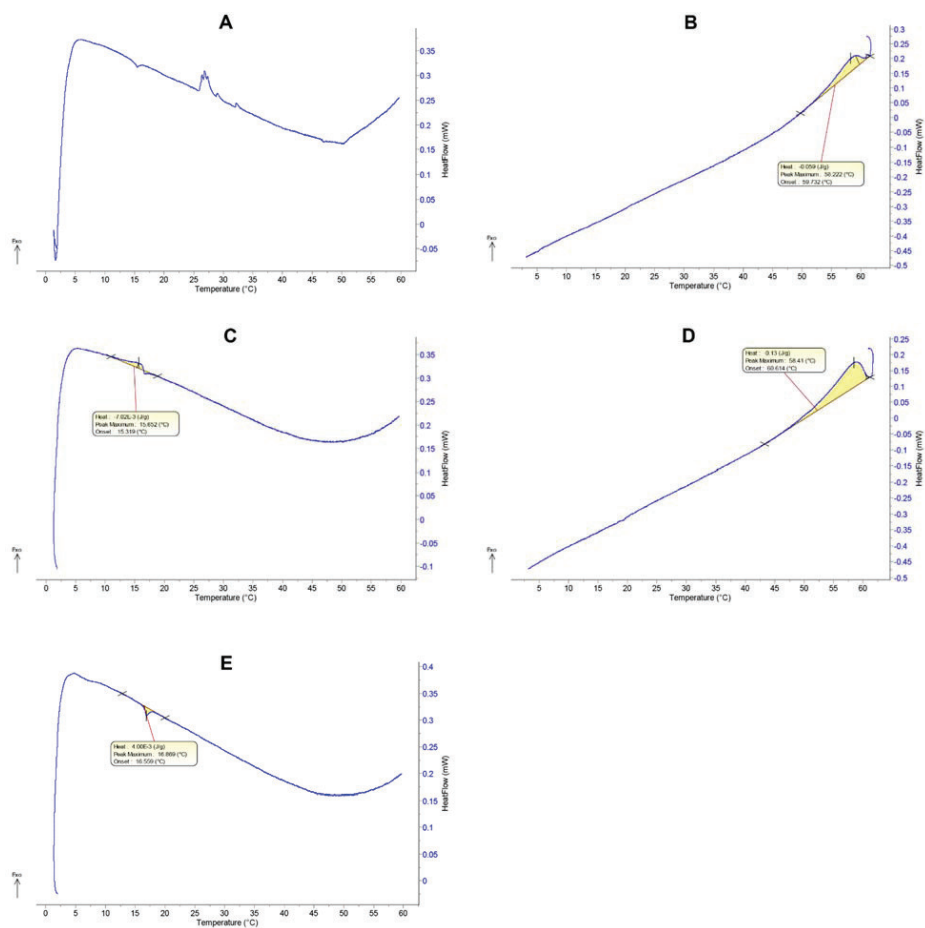 A
0.35
0.3
0.25
0.2
0.15
0.1
0.05
0
-0.05
HeatFlow (mW)
Exo
0 5 10 15 20 25 30 35 40 45 50 55 60
Temperature (°C)
B
0.3
0.25
0.2
0.15
0.1
0.05
0
-0.05
-0.1
-0.15
-0.2
-0.25
-0.3
-0.35
-0.4
-0.45
-0.5
HeatFlow (mW)
Heat : -0.059 (J/g)
Peak Maximum : 58.222 (°C)
Onset : 59.732 (°C)
Exo
5 10 15 20 25 30 35 40 45 50 55 60
Temperature (°C)
C
0.35
0.3
0.25
0.2
0.15
0.1
0.05
0
-0.05
-0.1
HeatFlow (mW)
Heat : -7.02E-3 (J/g)
Peak Maximum : 15.652 (°C)
Onset : 15.319 (°C)
Exo
0 5 10 15 20 25 30 35 40 45 50 55 60
Temperature (°C)
D
0.25
0.2
0.15
0.1
0.05
0
-0.05
-0.1
-0.15
-0.2
-0.25
-0.3
-0.35
-0.4
-0.45
-0.5
HeatFlow (mW)
Heat : 0.13 (J/g)
Peak Maximum : 58.41 (°C)
Onset : 60.614 (°C)
Exo
5 10 15 20 25 30 35 40 45 50 55 60
Temperature (°C)
E
0.4
0.35
0.3
0.25
0.2
0.15
0.1
0.05
0
HeatFlow (mW)
Heat : 4.00E-3 (J/g)
Peak Maximum : 16.869 (°C)
Onset : 16.559 (°C)
Exo
0 5 10 15 20 25 30 35 40 45 50 55 60
Temperature (°C)